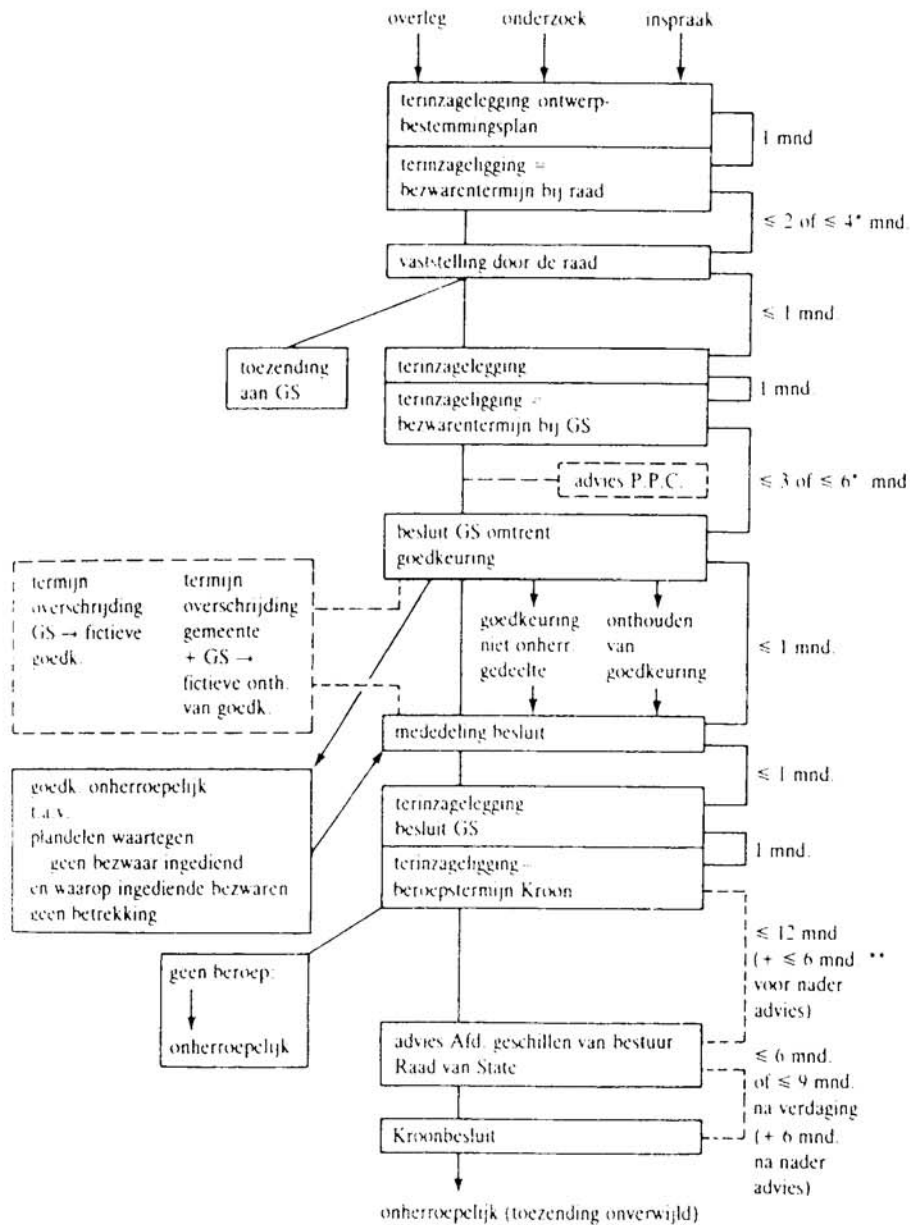 overleg onderzoek inspraak
terinzagelegging ontwerp-
bestemmingsplan
1 mnd
terinzageligging =
bezwarentermijn bij raad
≤ 2 of ≤ 4* mnd.
vaststelling door de raad
≤ 1 mnd.
toezending
aan GS
terinzagelegging
1 mnd.
terinzageligging =
bezwarentermijn bij GS
≤ 3 of ≤ 6* mnd
advies P.P.C.
besluit GS omtrent
goedkeuring
termijn
overschrijding
GS → fictieve
goedk.
termijn
overschrijding
gemeente
+ GS →
fictieve onth.
van goedk.
goedkeuring
niet onherr.
gedeelte
onthouden
van
goedkeuring
≤ 1 mnd.
mededeling besluit
≤ 1 mnd.
goedk. onherroepelijk
t.a.v.
plandelen waartegen
geen bezwaar ingediend
en waarop ingediende bezwaren
geen betrekking
terinzagelegging
besluit GS
1 mnd.
terinzageligging =
beroepstermijn Kroon
≤ 12 mnd
(+ ≤ 6 mnd **
voor nader
advies)
geen beroep:
onherroepelijk
advies Afd. geschillen van bestuur
Raad van State
≤ 6 mnd.
of ≤ 9 mnd.
na verdaging
(+ 6 mnd.
na nader
advies)
Kroonbesluit
onherroepelijk (toezending onverwijld)